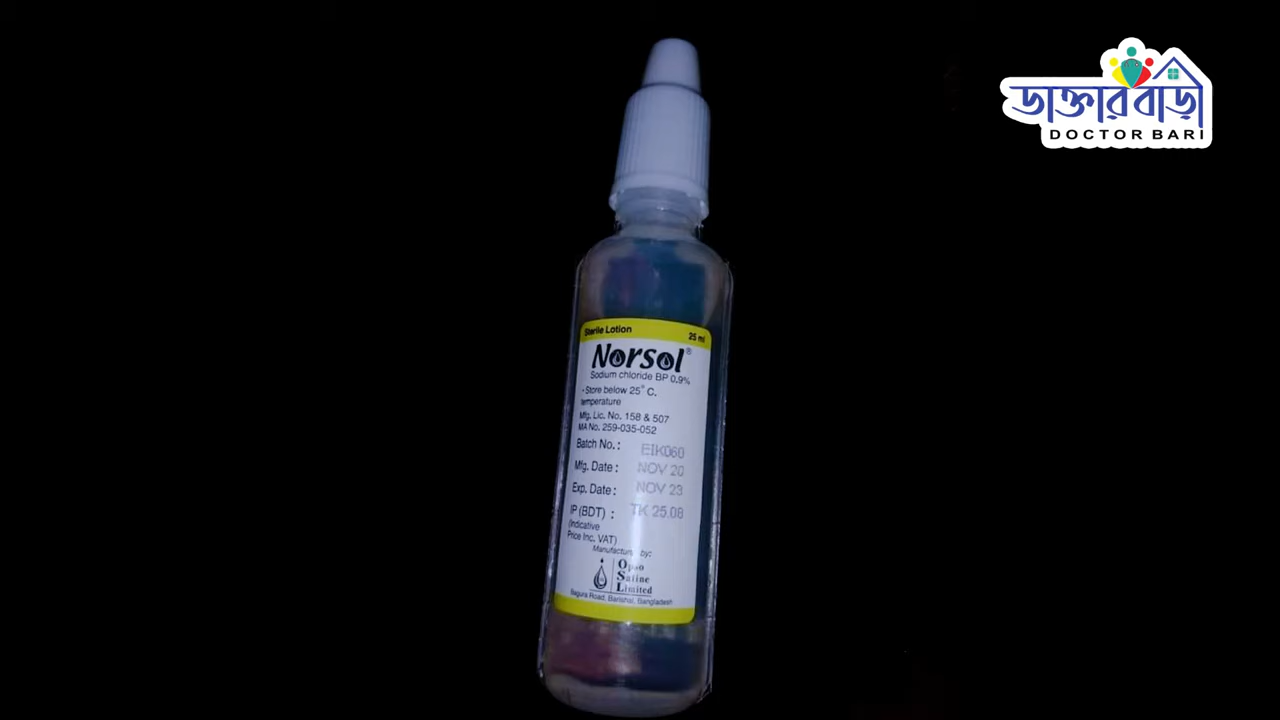 ডাক্তার বাড়ী
DOCTOR BARI
Sterile Lotion 25 ml
Norsol®
Sodium chloride BP 0.9%
- Store below 25° C.
temperature
Mfg. Lic. No. 158 & 507
MA No. 259-035-052
Batch No.: EIK060
Mfg. Date: NOV 20
Exp. Date: NOV 23
IP (BDT) : TK 25.08
(Indicative
Price Inc. VAT)
Manufactured by:
Opso
Saline
Limited
Bagura Road, Barishal, Bangladesh